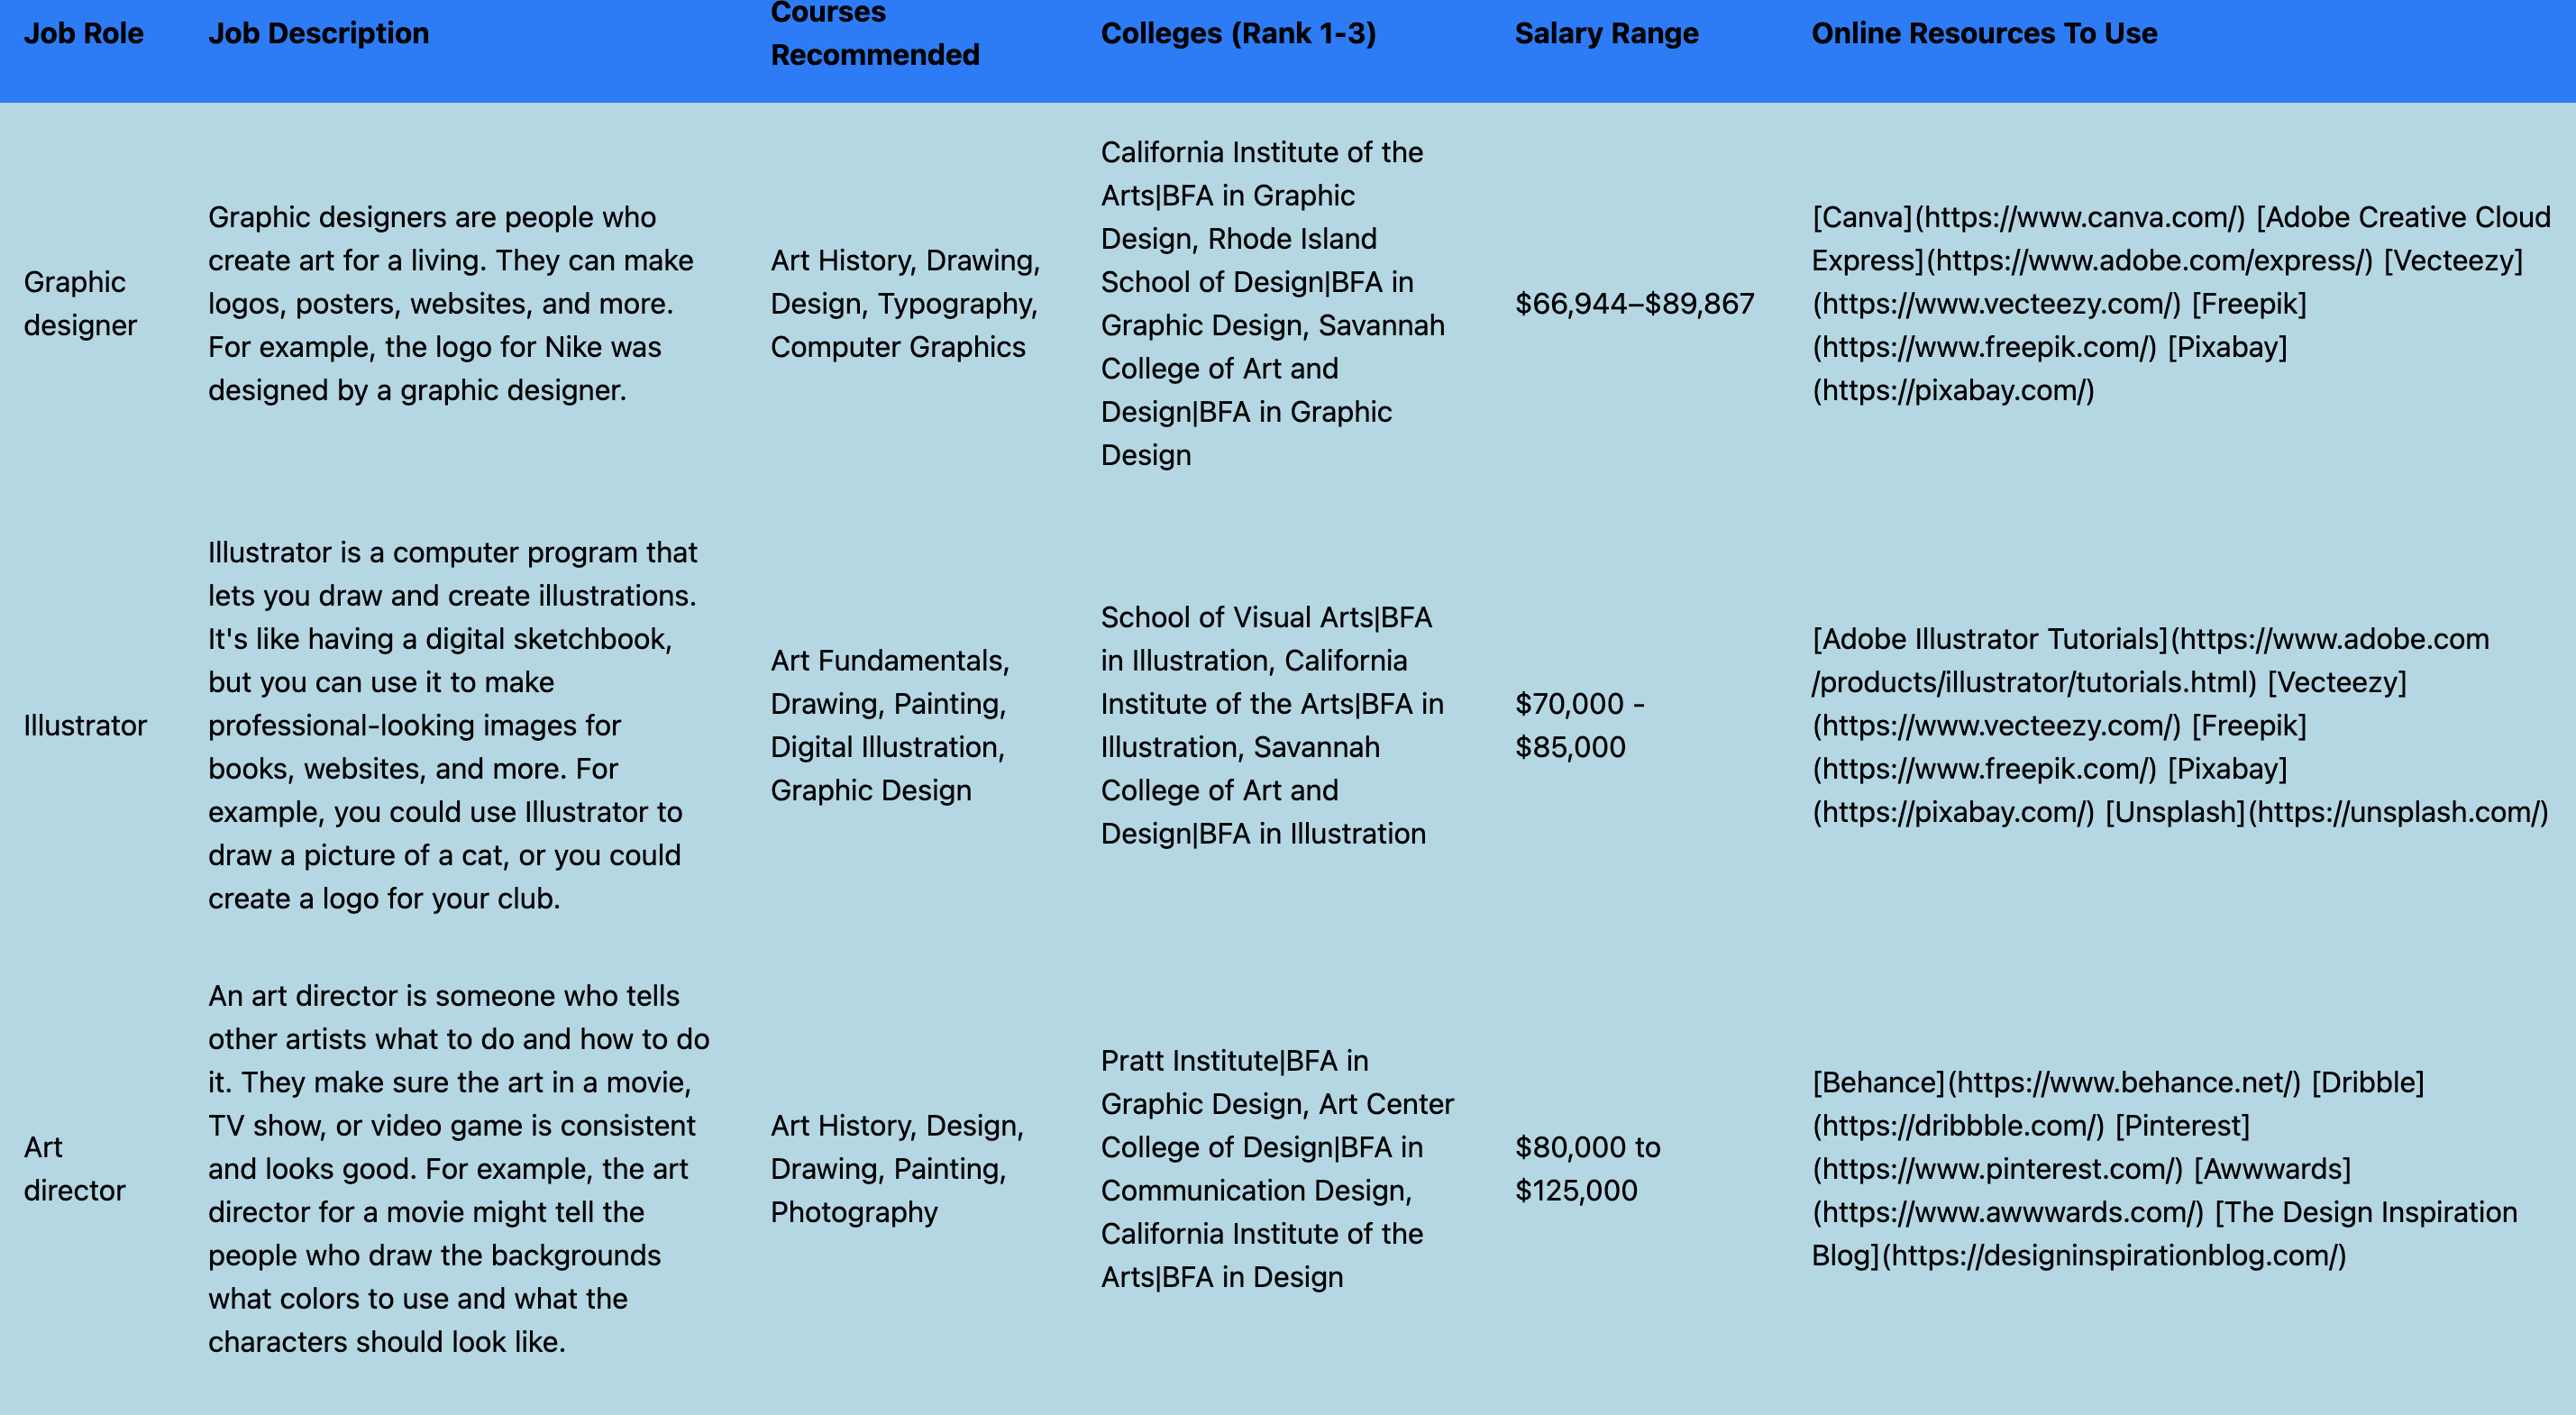 Job Role
Job Description
Courses
Recommended
Colleges (Rank 1-3)
Salary Range
Online Resources To Use
Graphic
designer
Graphic designers are people who
create art for a living. They can make
logos, posters, websites, and more.
For example, the logo for Nike was
designed by a graphic designer.
Art History, Drawing,
Design, Typography,
Computer Graphics
California Institute of the
Arts|BFA in Graphic
Design, Rhode Island
School of Design|BFA in
Graphic Design, Savannah
College of Art and
Design|BFA in Graphic
Design
$66,944–$89,867
[Canva](https://www.canva.com/) [Adobe Creative Cloud
Express](https://www.adobe.com/express/) [Vecteezy]
(https://www.vecteezy.com/) [Freepik]
(https://www.freepik.com/) [Pixabay]
(https://pixabay.com/)
Illustrator
Illustrator is a computer program that
lets you draw and create illustrations.
It's like having a digital sketchbook,
but you can use it to make
professional-looking images for
books, websites, and more. For
example, you could use Illustrator to
draw a picture of a cat, or you could
create a logo for your club.
Art Fundamentals,
Drawing, Painting,
Digital Illustration,
Graphic Design
School of Visual Arts|BFA
in Illustration, California
Institute of the Arts|BFA in
Illustration, Savannah
College of Art and
Design|BFA in Illustration
$70,000 -
$85,000
[Adobe Illustrator Tutorials](https://www.adobe.com
/products/illustrator/tutorials.html) [Vecteezy]
(https://www.vecteezy.com/) [Freepik]
(https://www.freepik.com/) [Pixabay]
(https://pixabay.com/) [Unsplash](https://unsplash.com/)
Art
director
An art director is someone who tells
other artists what to do and how to do
it. They make sure the art in a movie,
TV show, or video game is consistent
and looks good. For example, the art
director for a movie might tell the
people who draw the backgrounds
what colors to use and what the
characters should look like.
Art History, Design,
Drawing, Painting,
Photography
Pratt Institute|BFA in
Graphic Design, Art Center
College of Design|BFA in
Communication Design,
California Institute of the
Arts|BFA in Design
$80,000 to
$125,000
[Behance](https://www.behance.net/) [Dribble]
(https://dribbble.com/) [Pinterest]
(https://www.pinterest.com/) [Awwwards]
(https://www.awwwards.com/) [The Design Inspiration
Blog](https://designinspirationblog.com/)